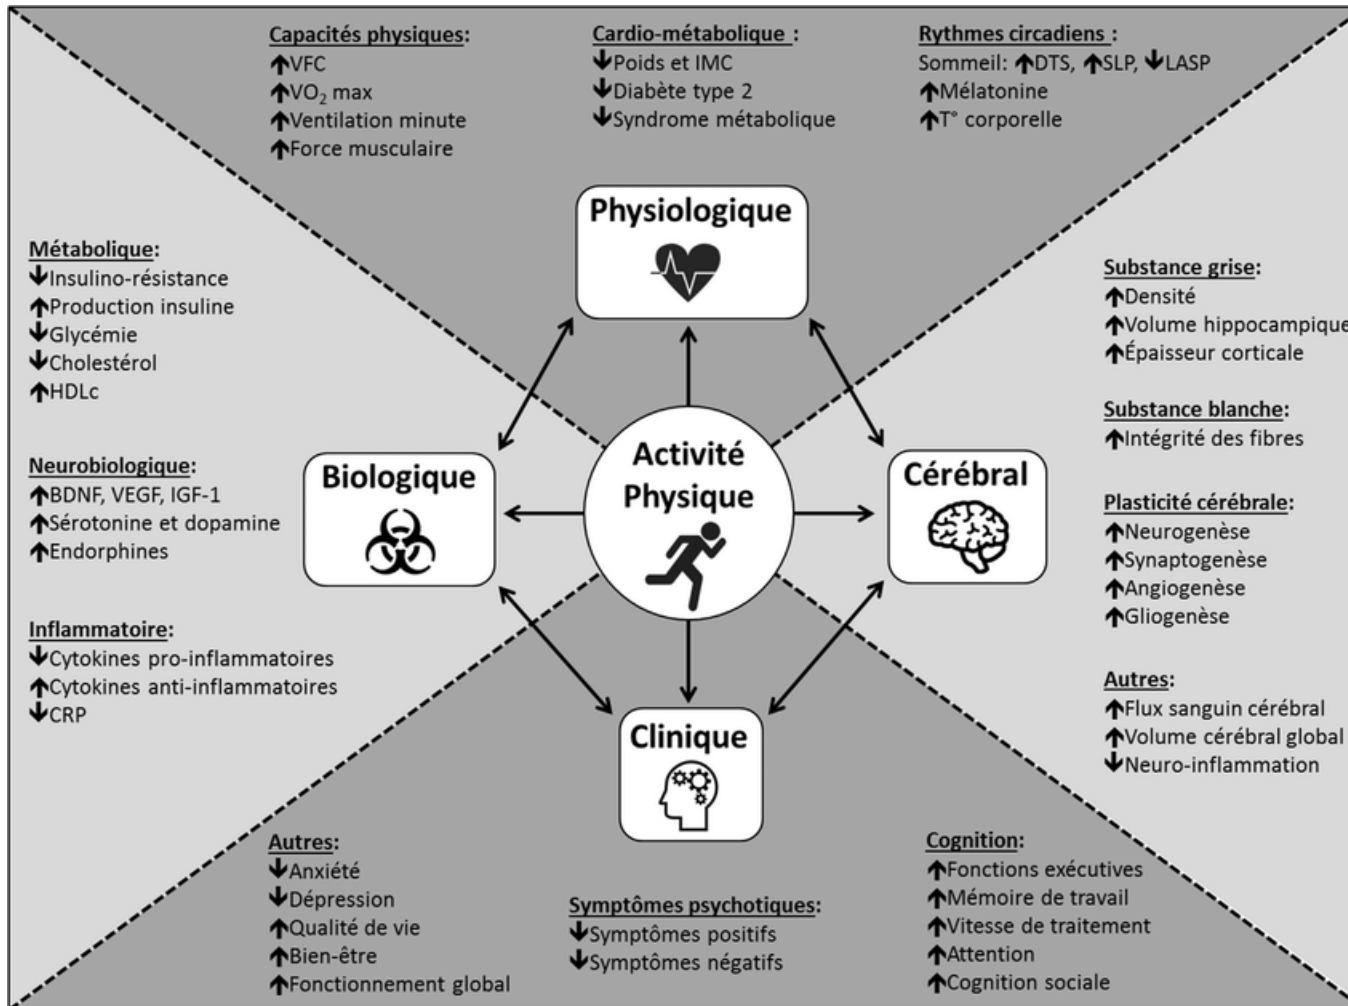 Capacités physiques:
↑VFC
↑VO₂ max
↑Ventilation minute
↑Force musculaire
Cardio-métabolique :
↓Poids et IMC
↓Diabète type 2
↓Syndrome métabolique
Rythmes circadiens :
Sommeil: ↑DTS, ↑SLP, ↓LASP
↑Mélatonine
↑T° corporelle
Physiologique
Métabolique:
↓Insulino-résistance
↑Production insuline
↓Glycémie
↓Cholestérol
↑HDLc
Neurobiologique:
↑BDNF, VEGF, IGF-1
↑Sérotonine et dopamine
↑Endorphines
Inflammatoire:
↓Cytokines pro-inflammatoires
↑Cytokines anti-inflammatoires
↓CRP
Biologique
Activité
Physique
Cérébral
Substance grise:
↑Densité
↑Volume hippocampique
↑Épaisseur corticale
Substance blanche:
↑Intégrité des fibres
Plasticité cérébrale:
↑Neurogenèse
↑Synaptogenèse
↑Angiogenèse
↑Gliogenèse
Autres:
↑Flux sanguin cérébral
↑Volume cérébral global
↓Neuro-inflammation
Clinique
Autres:
↓Anxiété
↓Dépression
↑Qualité de vie
↑Bien-être
↑Fonctionnement global
Symptômes psychotiques:
↓Symptômes positifs
↓Symptômes négatifs
Cognition:
↑Fonctions exécutives
↑Mémoire de travail
↑Vitesse de traitement
↑Attention
↑Cognition sociale